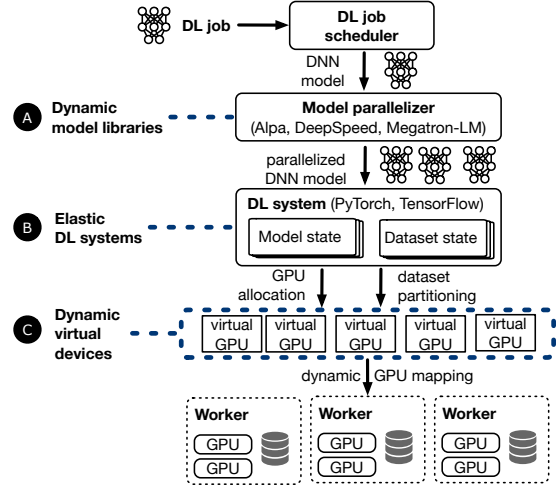 DL job
DL job
scheduler
DNN
model
A
Dynamic
model libraries
Model parallelizer
(Alpa, DeepSpeed, Megatron-LM)
parallelized
DNN model
B
Elastic
DL systems
DL system (PyTorch, TensorFlow)
Model state
Dataset state
GPU
allocation
dataset
partitioning
C
Dynamic
virtual
devices
virtual
GPU
virtual
GPU
virtual
GPU
virtual
GPU
virtual
GPU
dynamic GPU mapping
Worker
GPU
GPU
Worker
GPU
GPU
Worker
GPU
GPU